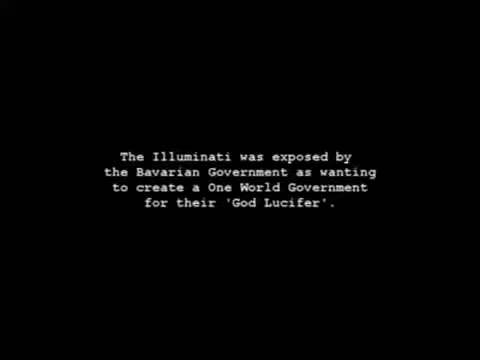 The Illuminati was exposed by
the Bavarian Government as wanting
to create a One World Government
for their 'God Lucifer'.